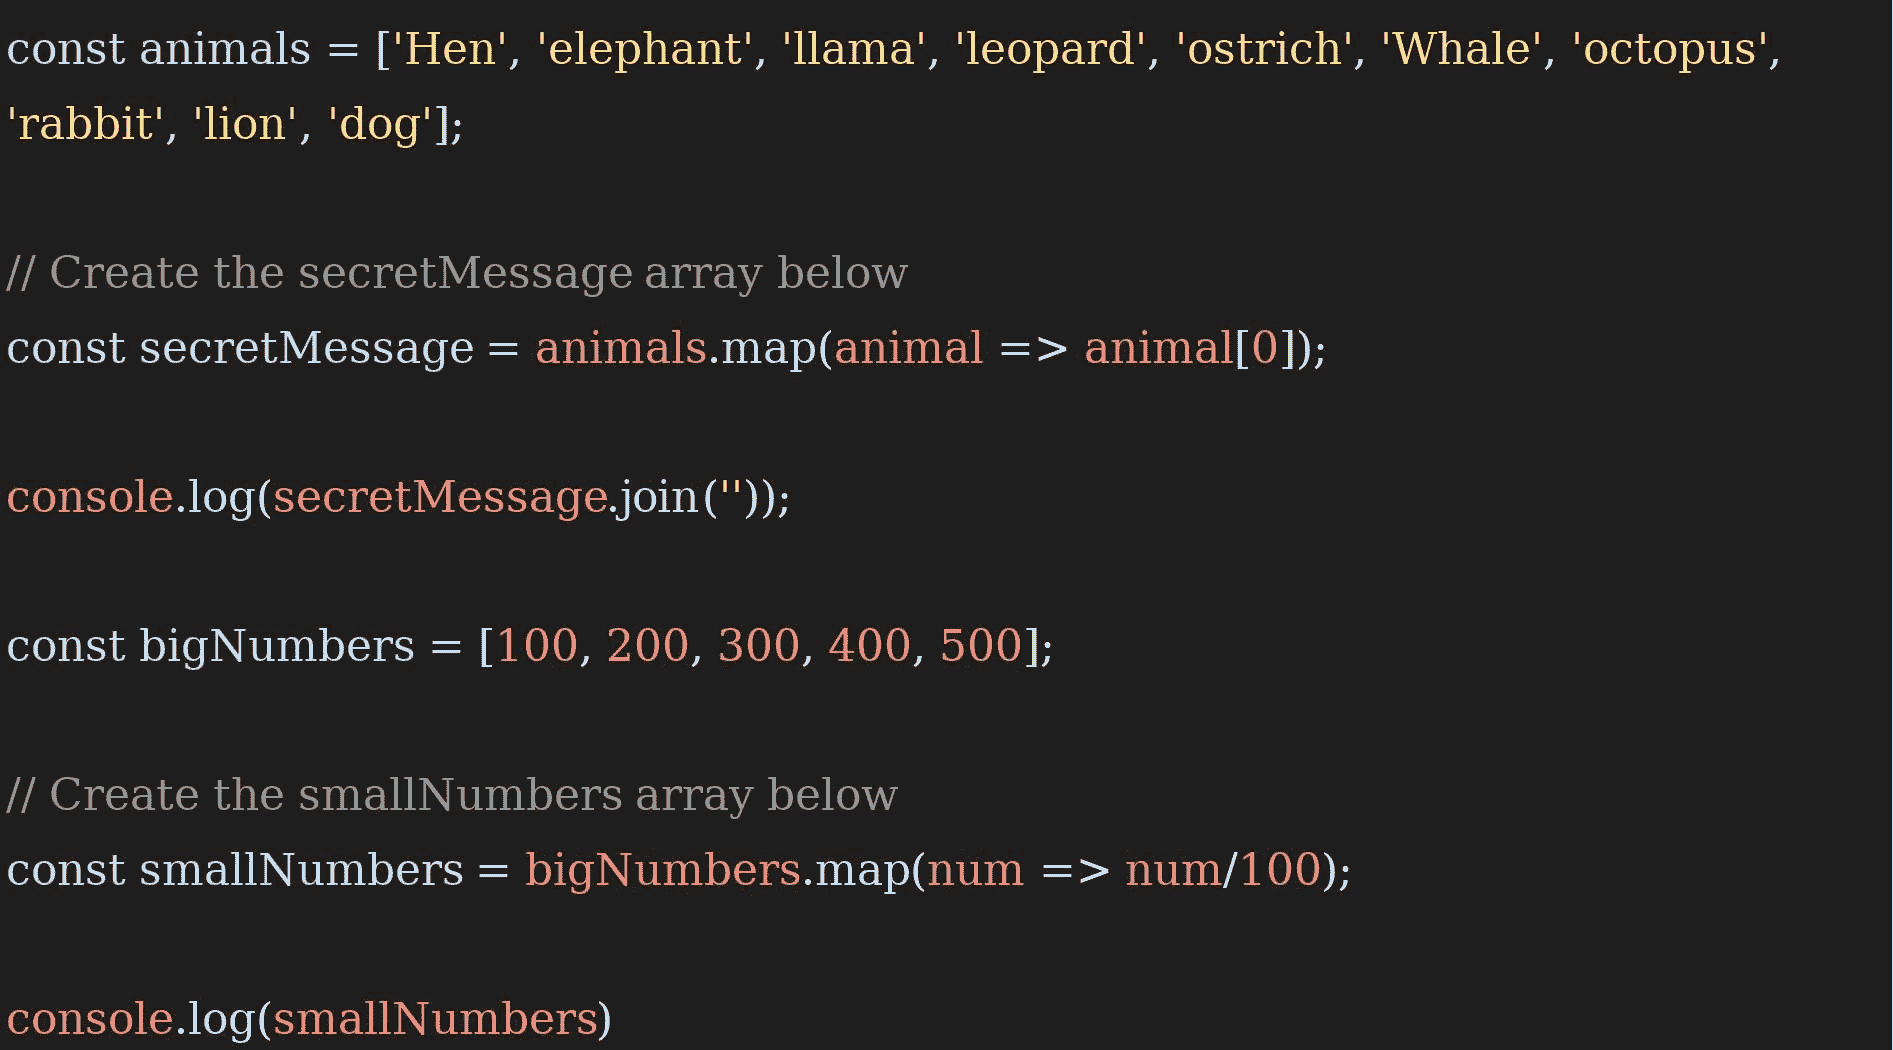 const animals = ['Hen', 'elephant', 'llama', 'leopard', 'ostrich', 'Whale', 'octopus',
'rabbit', 'lion', 'dog'];
// Create the secretMessage array below
const secretMessage = animals.map(animal => animal[0]);
console.log(secretMessage.join(''));
const bigNumbers = [100, 200, 300, 400, 500];
// Create the smallNumbers array below
const smallNumbers = bigNumbers.map(num => num/100);
console.log(smallNumbers)